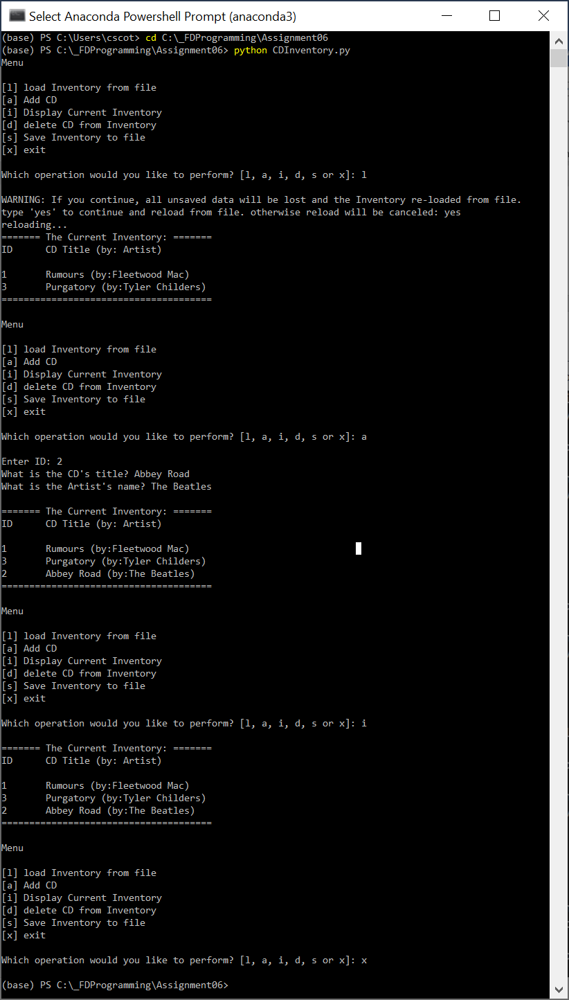 Select Anaconda Powershell Prompt (anaconda3)
(base) PS C:\Users\cscot> cd C:\_FDProgramming\Assignment06
(base) PS C:\_FDProgramming\Assignment06> python CDInventory.py
Menu

[l] load Inventory from file
[a] Add CD
[i] Display Current Inventory
[d] delete CD from Inventory
[s] Save Inventory to file
[x] exit

Which operation would you like to perform? [l, a, i, d, s or x]: l

WARNING: If you continue, all unsaved data will be lost and the Inventory re-loaded from file.
type 'yes' to continue and reload from file. otherwise reload will be canceled: yes
reloading...
======= The Current Inventory: =======
ID      CD Title (by: Artist)

1       Rumours (by:Fleetwood Mac)
3       Purgatory (by:Tyler Childers)
======================================

Menu

[l] load Inventory from file
[a] Add CD
[i] Display Current Inventory
[d] delete CD from Inventory
[s] Save Inventory to file
[x] exit

Which operation would you like to perform? [l, a, i, d, s or x]: a

Enter ID: 2
What is the CD's title? Abbey Road
What is the Artist's name? The Beatles

======= The Current Inventory: =======
ID      CD Title (by: Artist)

1       Rumours (by:Fleetwood Mac)
3       Purgatory (by:Tyler Childers)
2       Abbey Road (by:The Beatles)
======================================

Menu

[l] load Inventory from file
[a] Add CD
[i] Display Current Inventory
[d] delete CD from Inventory
[s] Save Inventory to file
[x] exit

Which operation would you like to perform? [l, a, i, d, s or x]: i

======= The Current Inventory: =======
ID      CD Title (by: Artist)

1       Rumours (by:Fleetwood Mac)
3       Purgatory (by:Tyler Childers)
2       Abbey Road (by:The Beatles)
======================================

Menu

[l] load Inventory from file
[a] Add CD
[i] Display Current Inventory
[d] delete CD from Inventory
[s] Save Inventory to file
[x] exit

Which operation would you like to perform? [l, a, i, d, s or x]: x

(base) PS C:\_FDProgramming\Assignment06>